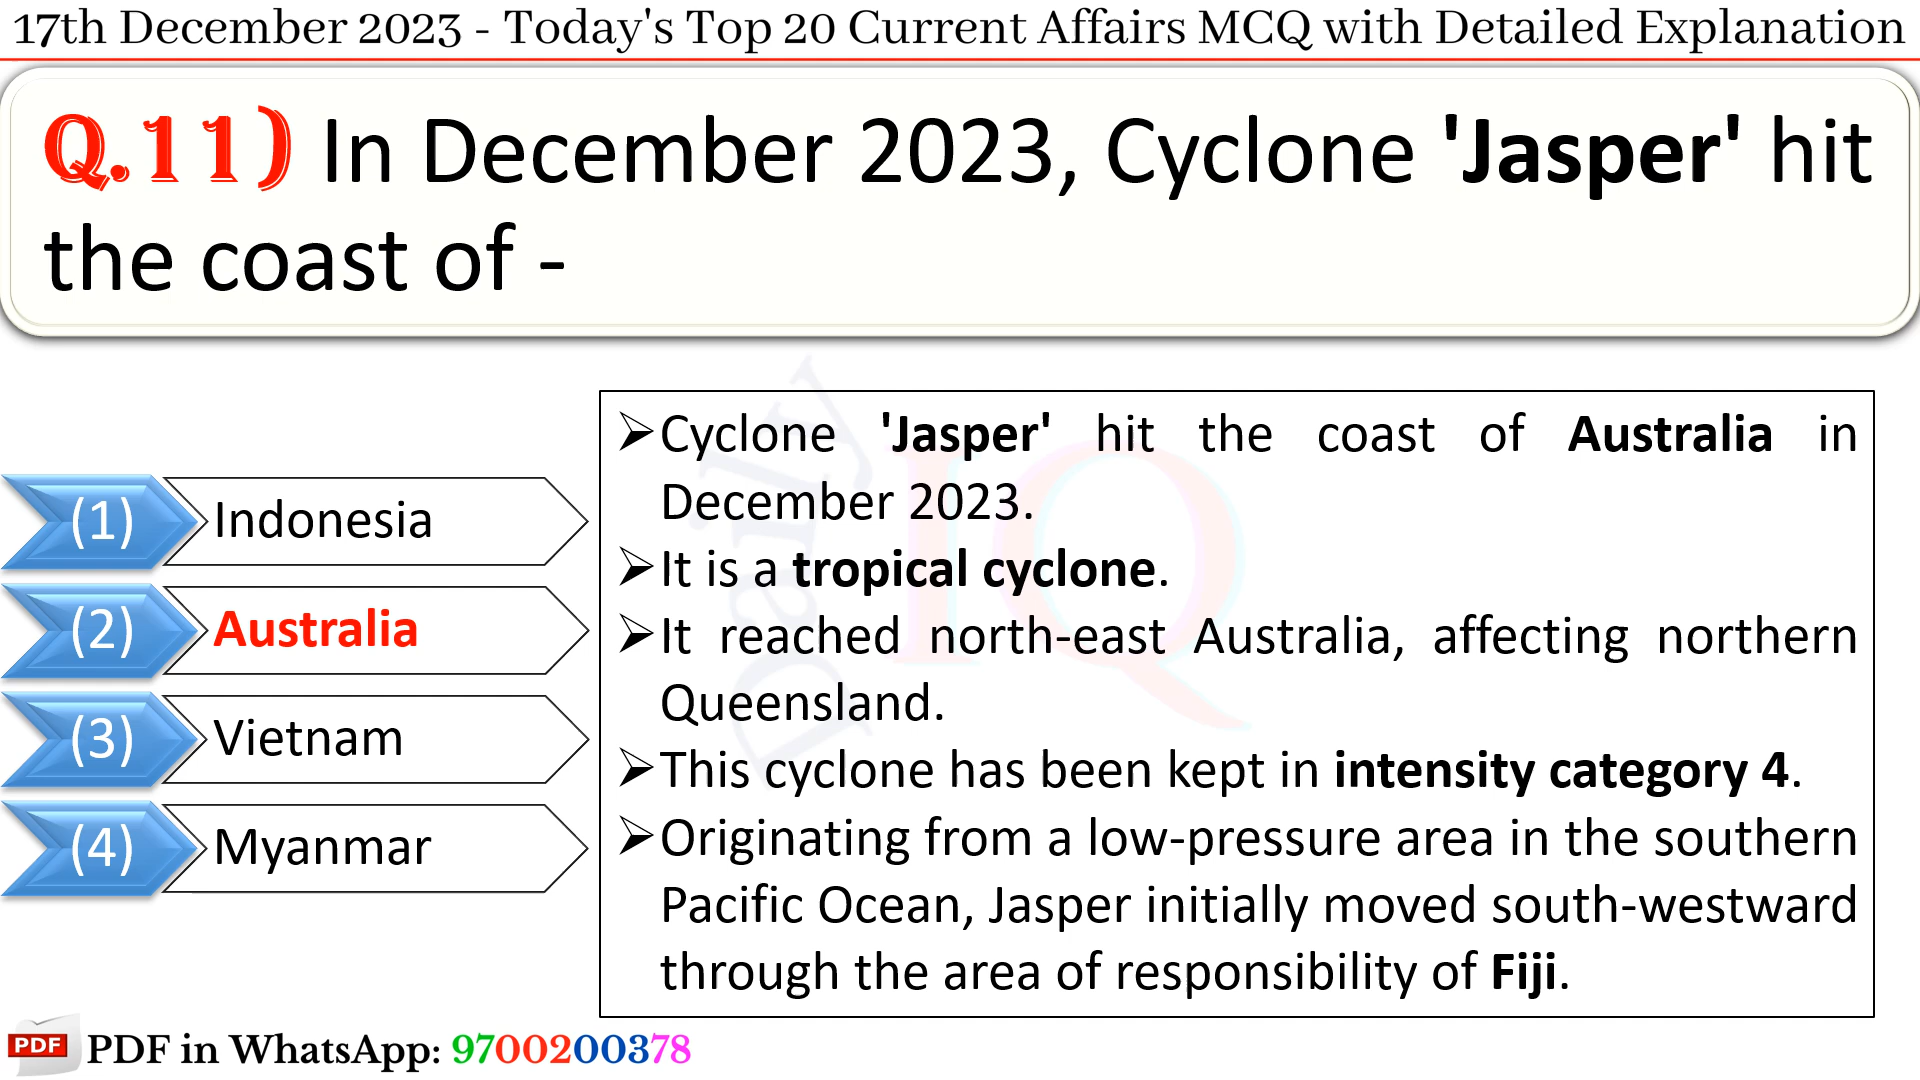 17th December 2023 - Today's Top 20 Current Affairs MCQ with Detailed Explanation
Q.11) In December 2023, Cyclone 'Jasper' hit
the coast of -
(1) Indonesia
(2) Australia
(3) Vietnam
(4) Myanmar
➢Cyclone 'Jasper' hit the coast of Australia in
December 2023.
➢It is a tropical cyclone.
➢It reached north-east Australia, affecting northern
Queensland.
➢This cyclone has been kept in intensity category 4.
➢Originating from a low-pressure area in the southern
Pacific Ocean, Jasper initially moved south-westward
through the area of responsibility of Fiji.
Daily IQ
PDF PDF in WhatsApp: 9700200378